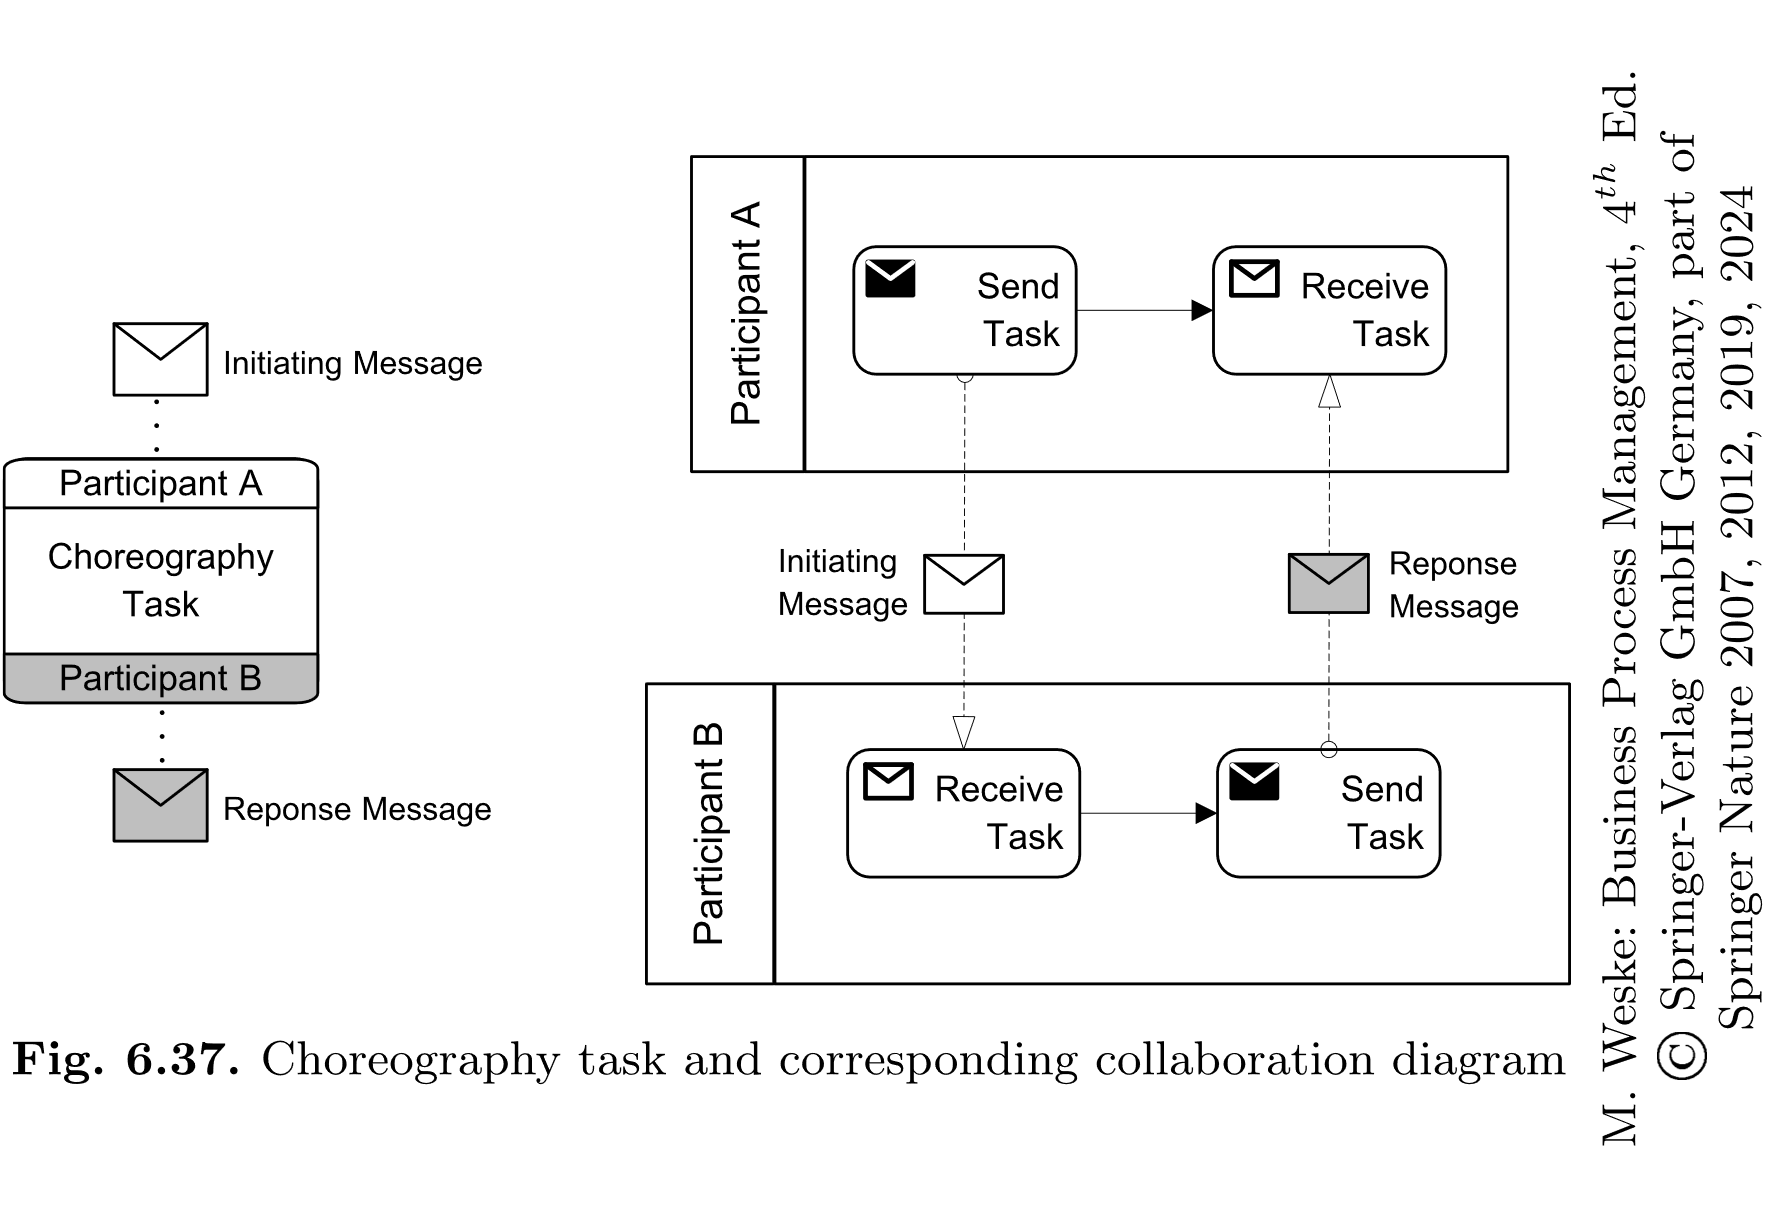 Initiating Message
Participant A
Choreography
Task
Participant B
Reponse Message
Participant A
Send
Task
Receive
Task
Initiating
Message
Reponse
Message
Participant B
Receive
Task
Send
Task
Fig. 6.37. Choreography task and corresponding collaboration diagram
M. Weske: Business Process Management, 4th Ed.
© Springer-Verlag GmbH Germany, part of
Springer Nature 2007, 2012, 2019, 2024